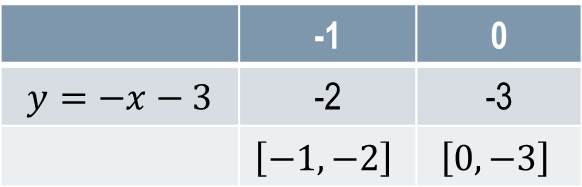 -1 0
y = −x − 3 -2 -3
[−1, −2] [0, −3]